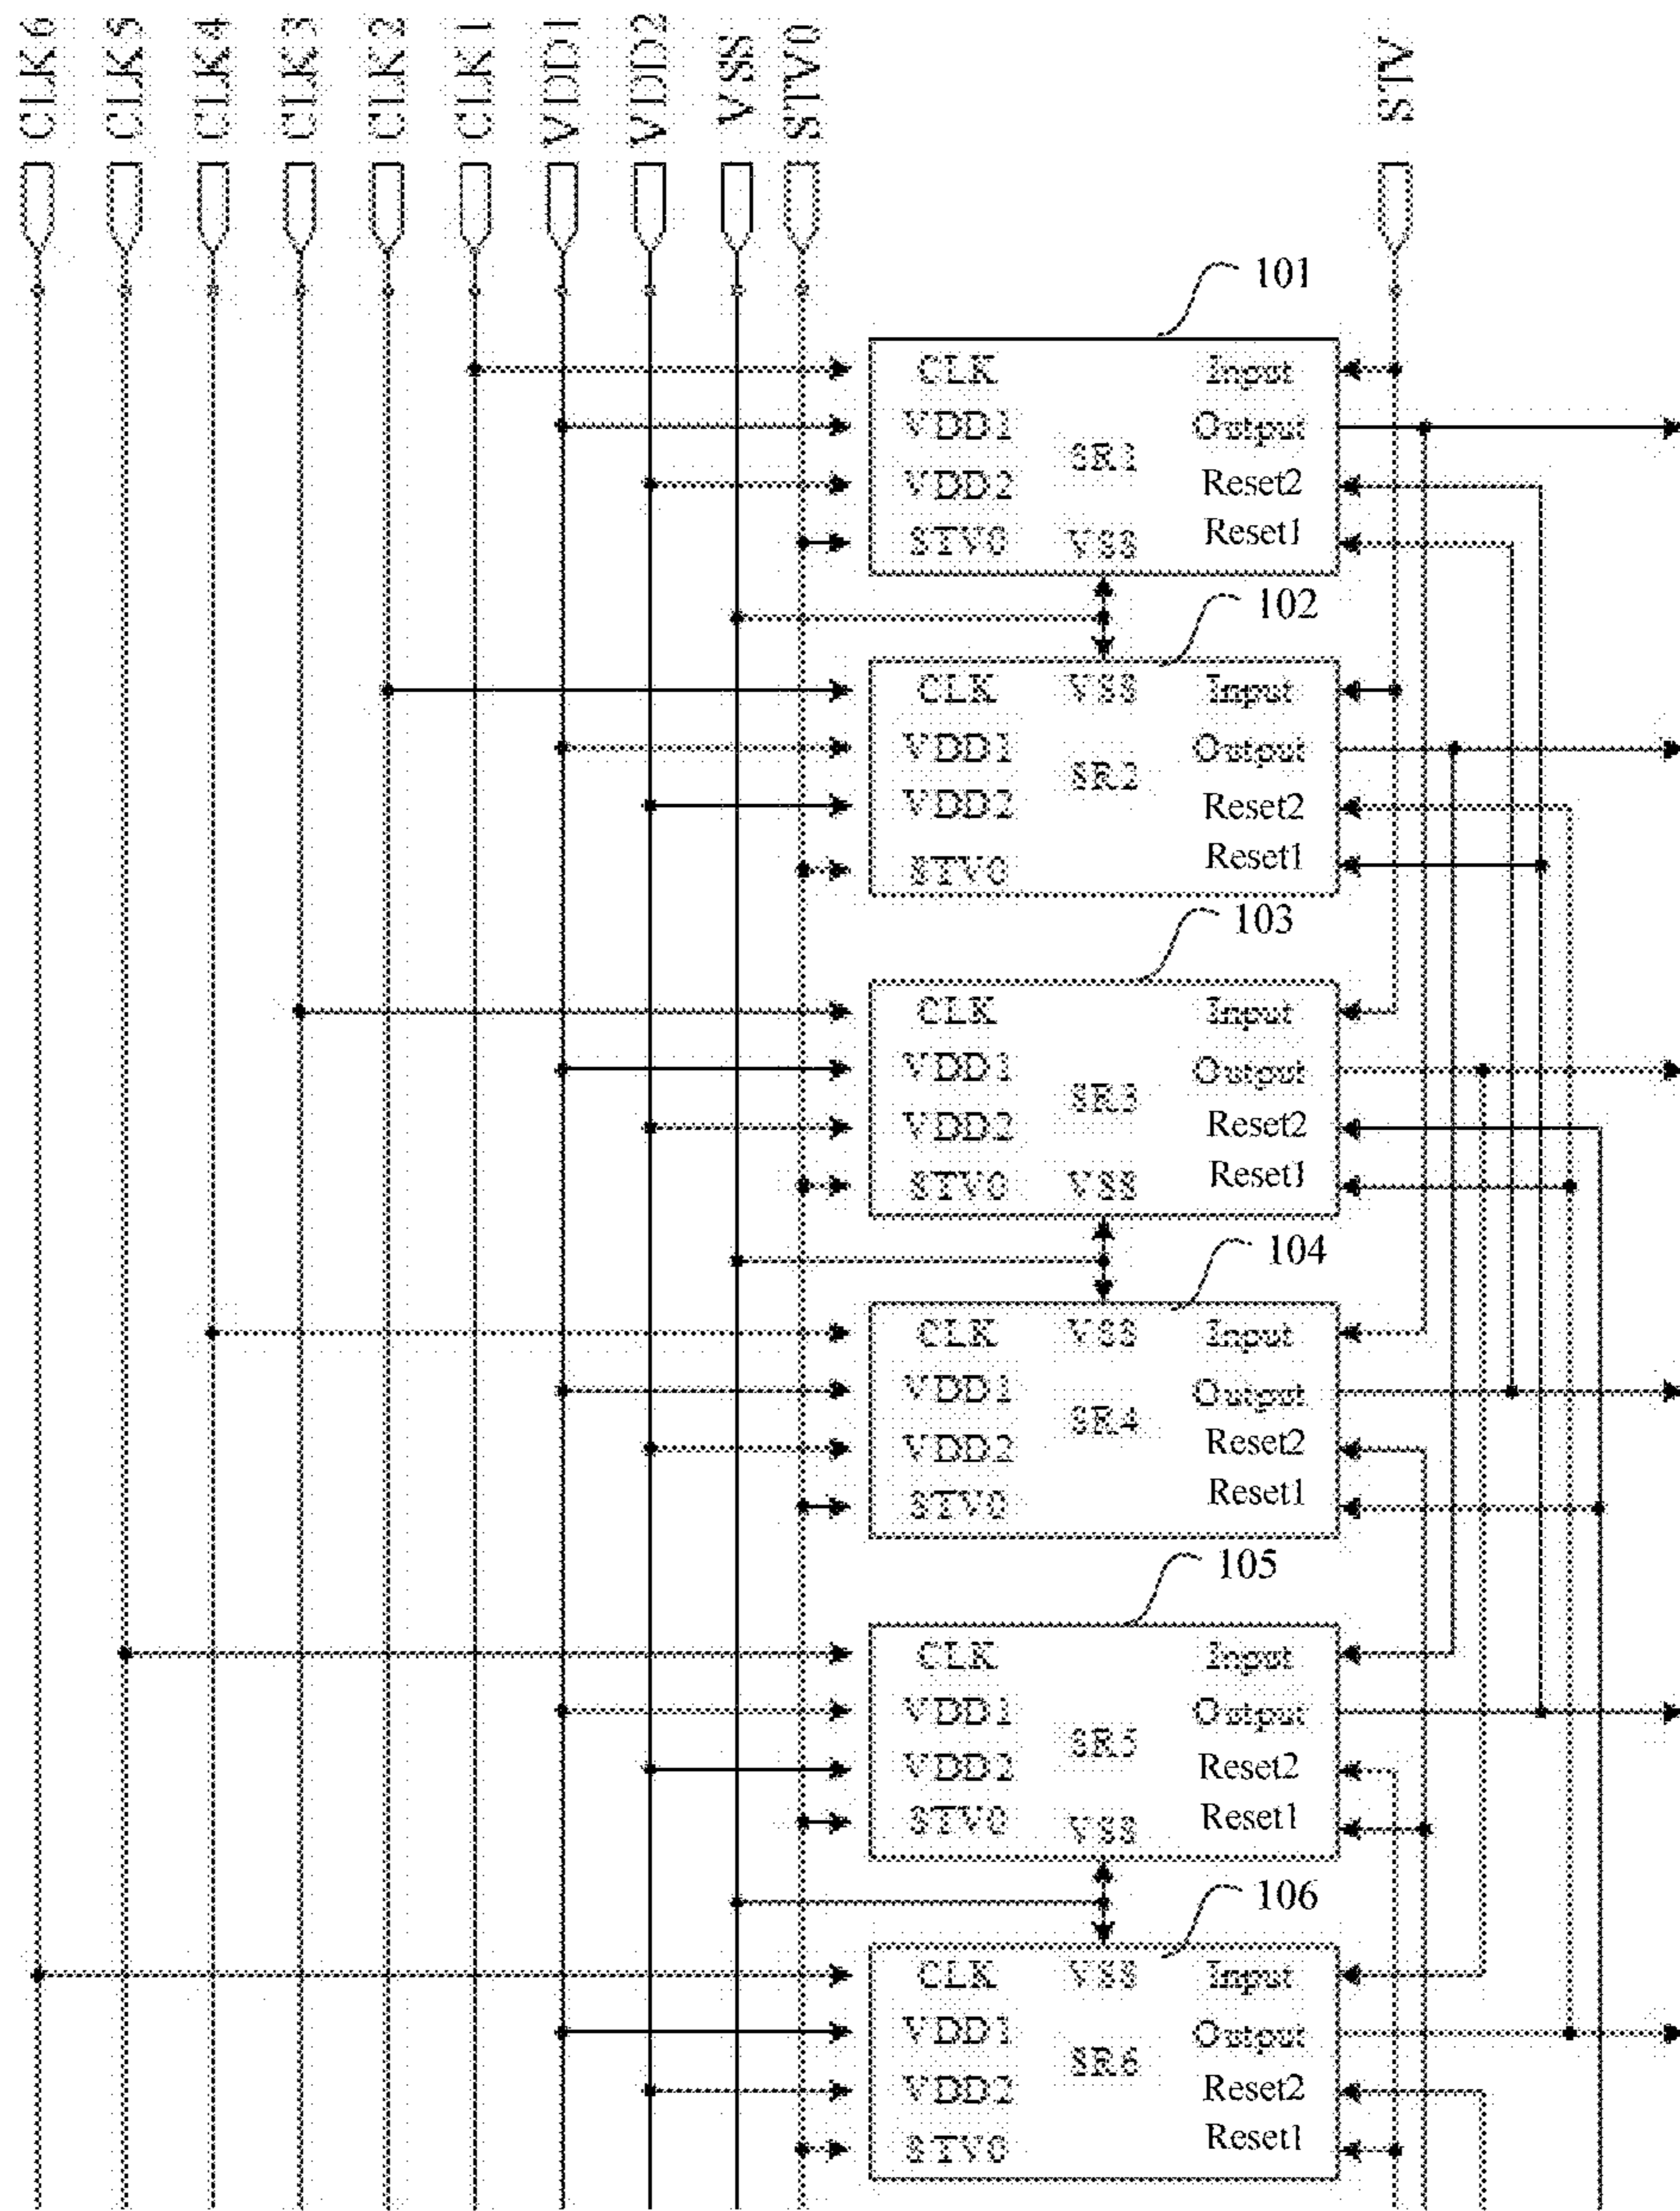 CLK6
CLK5
CLK4
CLK3
CLK2
CLK1
VDD1
VDD2
VSS
STV0
STV
101
CLK
Input
VDD1
Output
SR1
VDD2
Reset2
STV0
VSS
Reset1
102
CLK
VSS
Input
VDD1
Output
SR2
VDD2
Reset2
STV0
Reset1
103
CLK
Input
VDD1
Output
SR3
VDD2
Reset2
STV0
VSS
Reset1
104
CLK
VSS
Input
VDD1
Output
SR4
VDD2
Reset2
STV0
Reset1
105
CLK
Input
VDD1
Output
SR5
VDD2
Reset2
STV0
VSS
Reset1
106
CLK
VSS
Input
VDD1
Output
SR6
VDD2
Reset2
STV0
Reset1